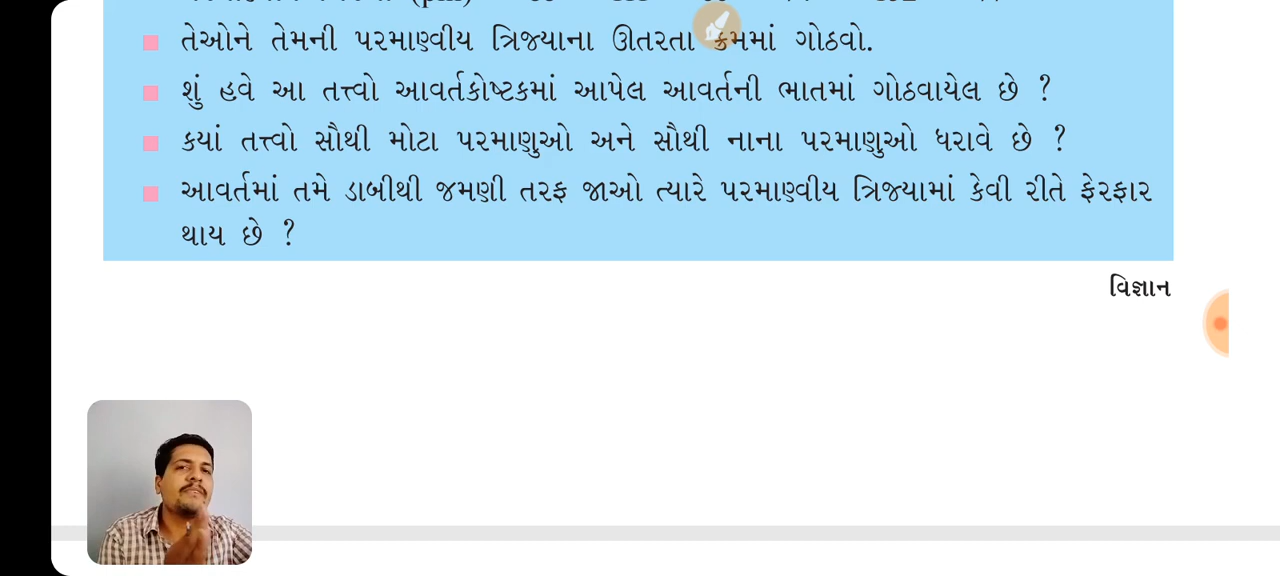 (pm)
તેઓને તેમની પરમાણ્વીય ત્રિજ્યાના ઊતરતા ક્રમમાં ગોઠવો.
શું હવે આ તત્ત્વો આવર્તકોષ્ટકમાં આપેલ આવર્તની ભાતમાં ગોઠવાયેલ છે ?
કયાં તત્ત્વો સૌથી મોટા પરમાણુઓ અને સૌથી નાના પરમાણુઓ ધરાવે છે ?
આવર્તમાં તમે ડાબીથી જમણી તરફ જાઓ ત્યારે પરમાણ્વીય ત્રિજ્યામાં કેવી રીતે ફેરફાર
થાય છે ?
વિજ્ઞાન